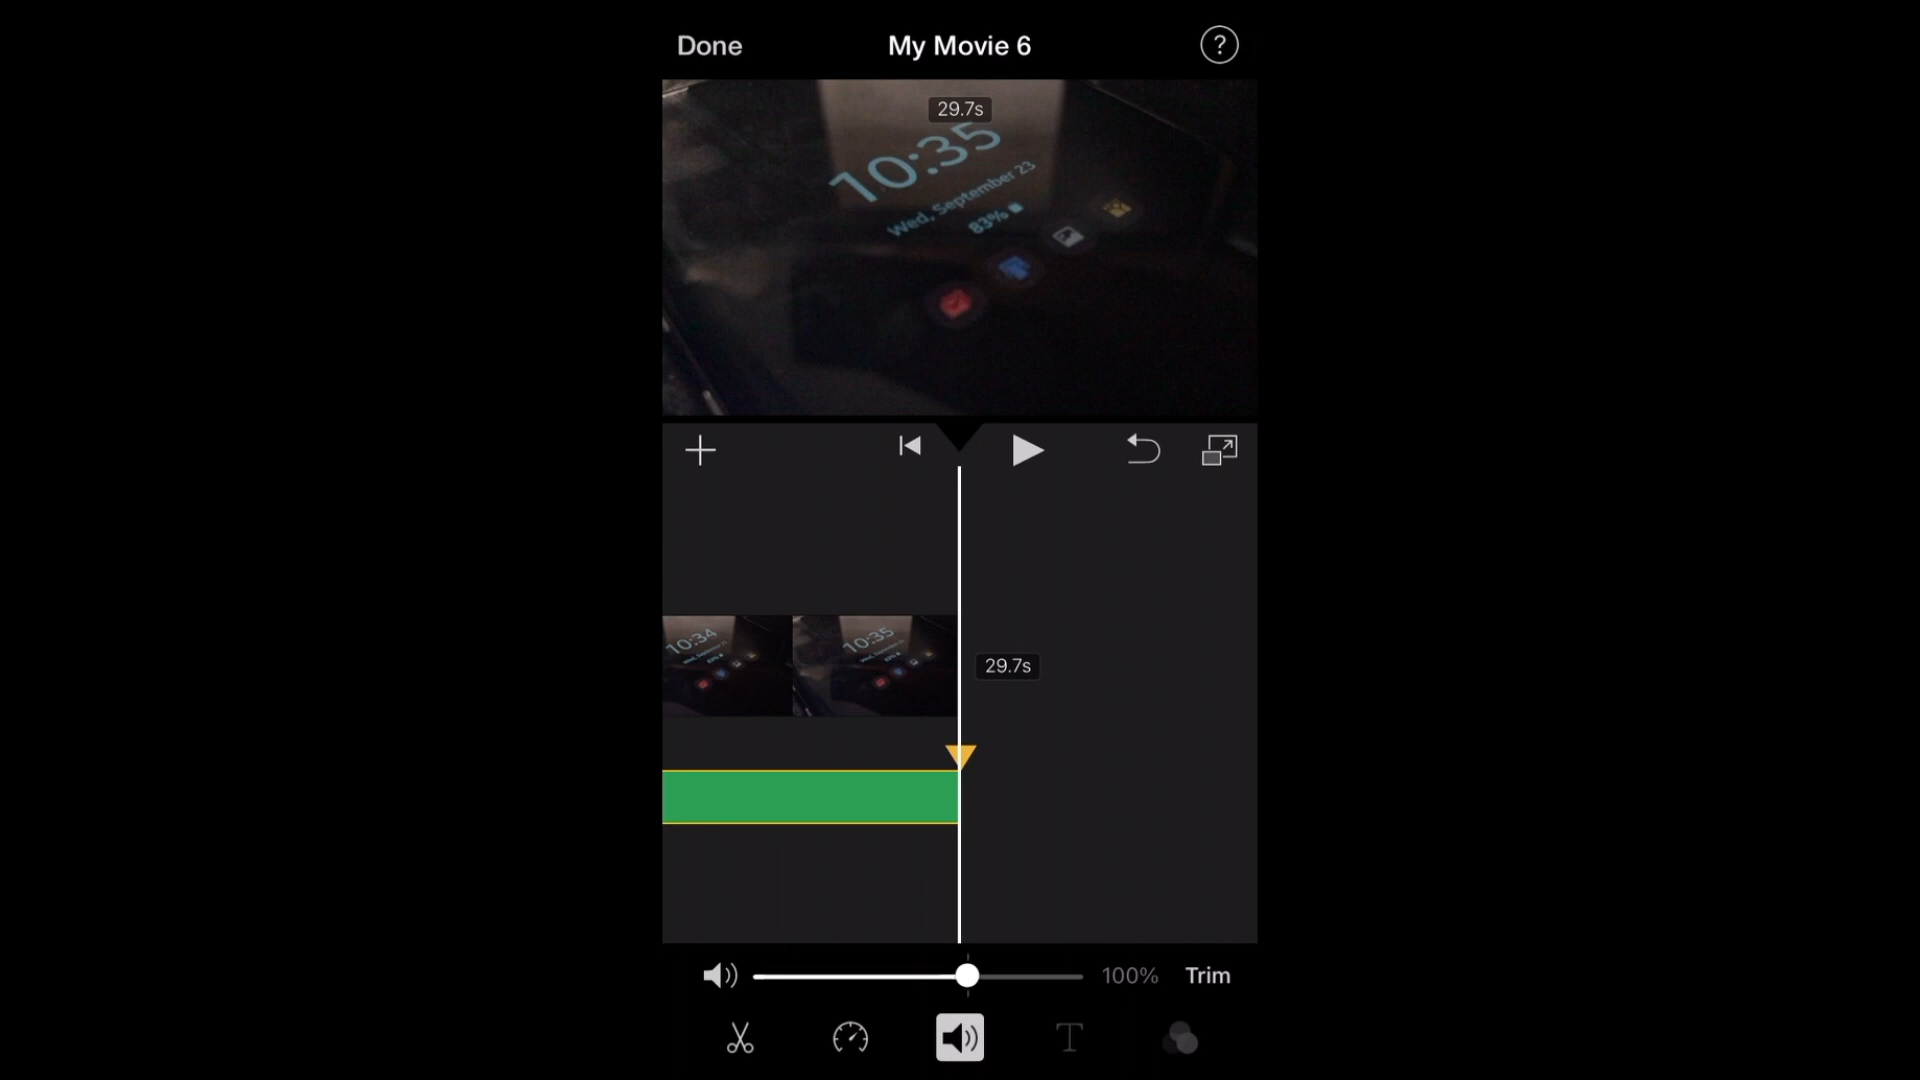 Done
My Movie 6
?
29.7s
10:35
Wed, September 23
83%
10:34
10:35
29.7s
100%
Trim
T